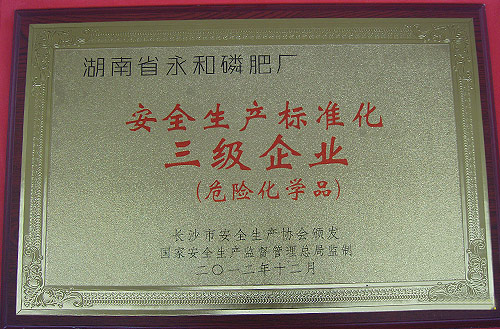 湖南省永和磷肥厂
安全生产标准化
三级企业
(危险化学品)
长沙市安全生产协会颁发
国家安全生产监督管理总局监制
二〇一二年十二月